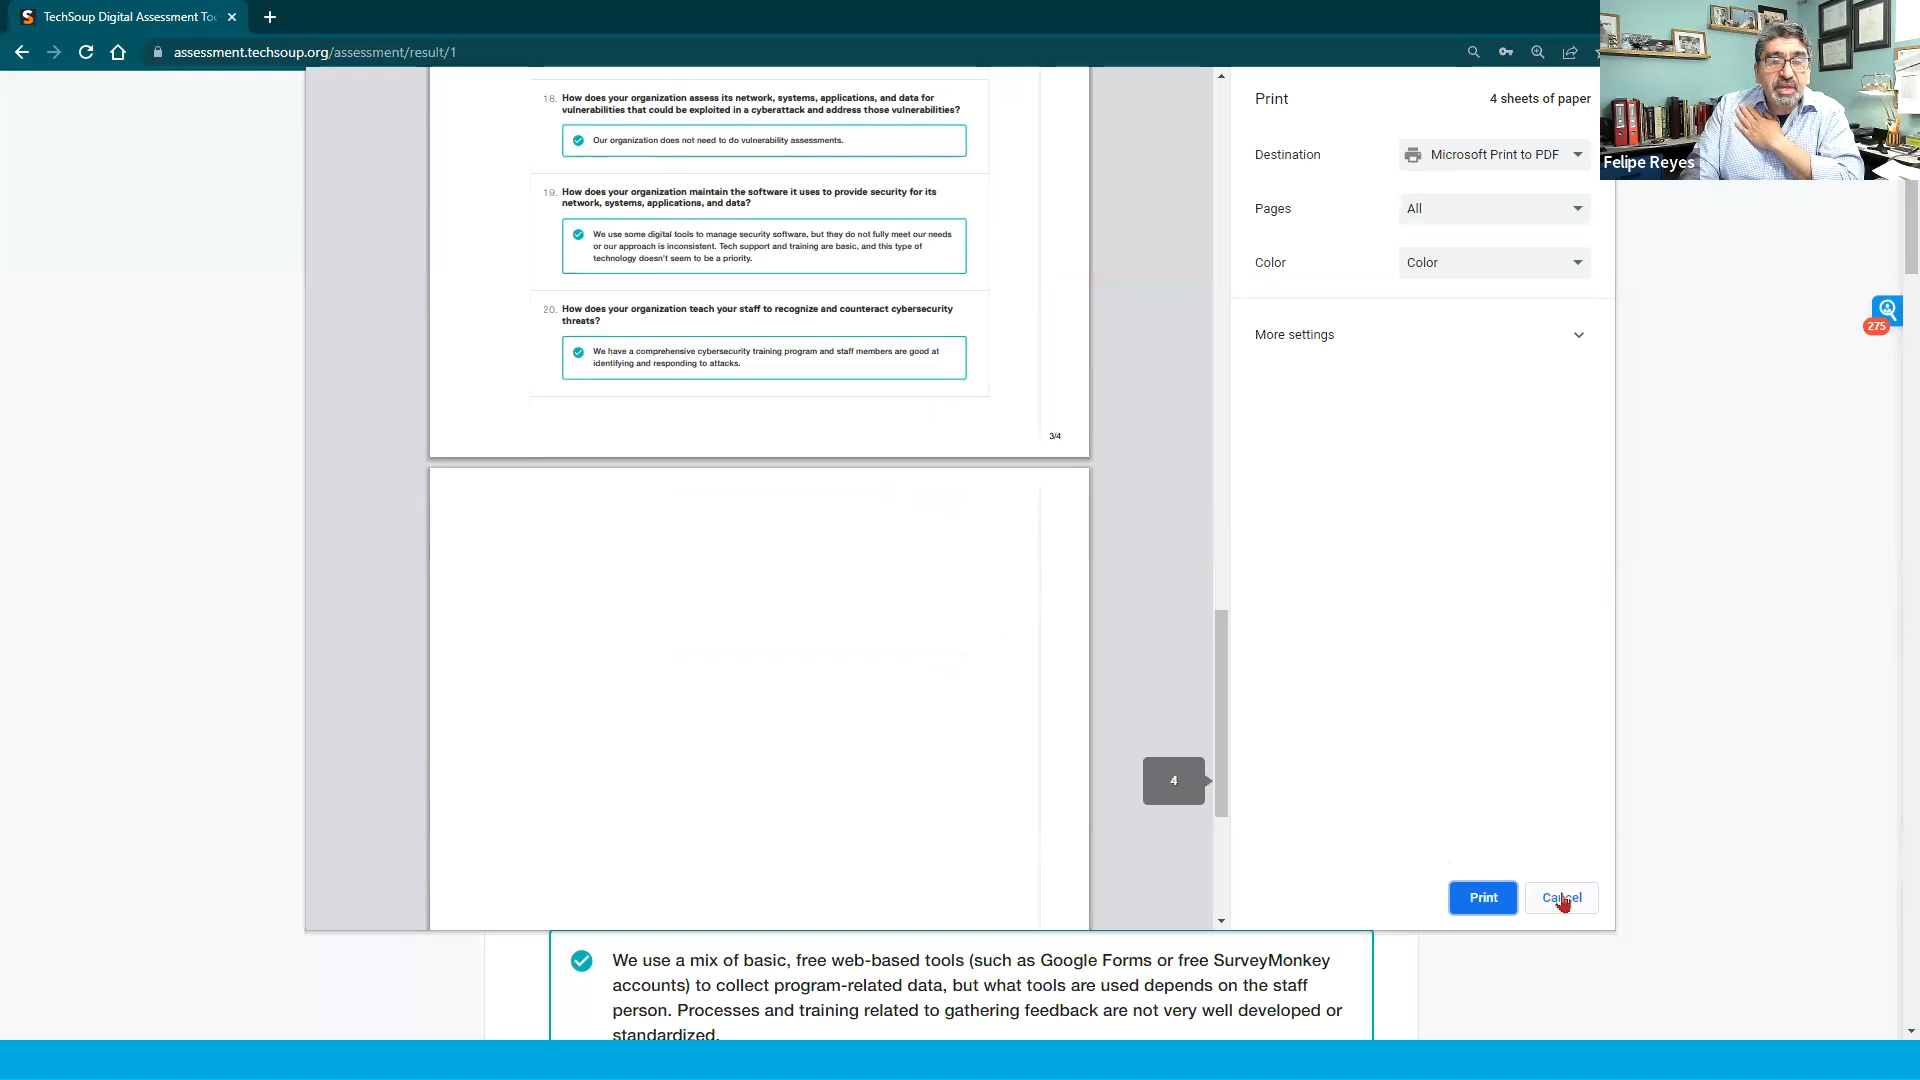 TechSoup Digital Assessment Too
assessment.techsoup.org/assessment/result/1
18. How does your organization assess its network, systems, applications, and data for
vulnerabilities that could be exploited in a cyberattack and address those vulnerabilities?
Our organization does not need to do vulnerability assessments.
19. How does your organization maintain the software it uses to provide security for its
network, systems, applications, and data?
We use some digital tools to manage security software, but they do not fully meet our needs
or our approach is inconsistent. Tech support and training are basic, and this type of
technology doesn't seem to be a priority.
20. How does your organization teach your staff to recognize and counteract cybersecurity
threats?
We have a comprehensive cybersecurity training program and staff members are good at
identifying and responding to attacks.
3/4
4
Print
4 sheets of paper
Destination
Microsoft Print to PDF
Pages
All
Color
Color
More settings
Print
Cancel
Felipe Reyes
275
We use a mix of basic, free web-based tools (such as Google Forms or free SurveyMonkey
accounts) to collect program-related data, but what tools are used depends on the staff
person. Processes and training related to gathering feedback are not very well developed or
standardized.